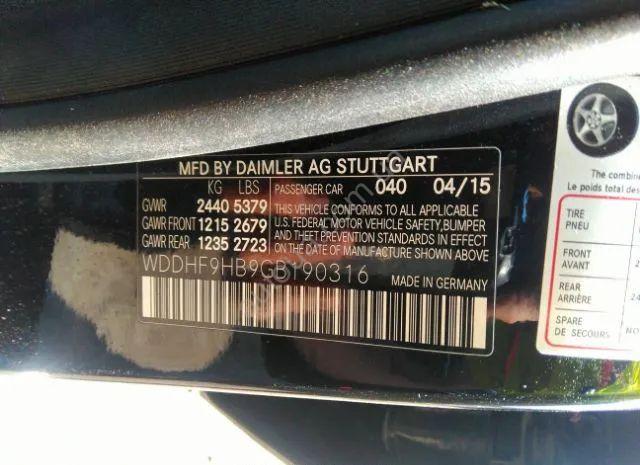 MFD BY DAIMLER AG STUTTGART
KG LBS PASSENGER CAR 040 04/15
GVWR 2440 5379 THIS VEHICLE CONFORMS TO ALL APPLICABLE
GAWR FRONT 1215 2679 U.S. FEDERAL MOTOR VEHICLE SAFETY,BUMPER
GAWR REAR 1235 2723 AND THEFT PREVENTION STANDARDS IN EFFECT
ON THE DATE OF MANUFACTURE SHOWN ABOVE
WDDHF9HB9GB190316
MADE IN GERMANY
The combine
Le poids total des
TIRE
PNEU
FRONT
AVANT
REAR
ARRIÈRE
SPARE
DE SECOURS